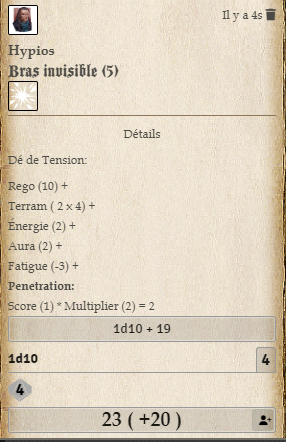 Il y a 4s
Hypios
Bras invisible (5)
Détails
Dé de Tension:
Rego (10) +
Terram ( 2 x 4) +
Énergie (2) +
Aura (2) +
Fatigue (-3) +
Penetration:
Score (1) * Multiplier (2) = 2
1d10 + 19
1d10 4
4
23 ( +20 )